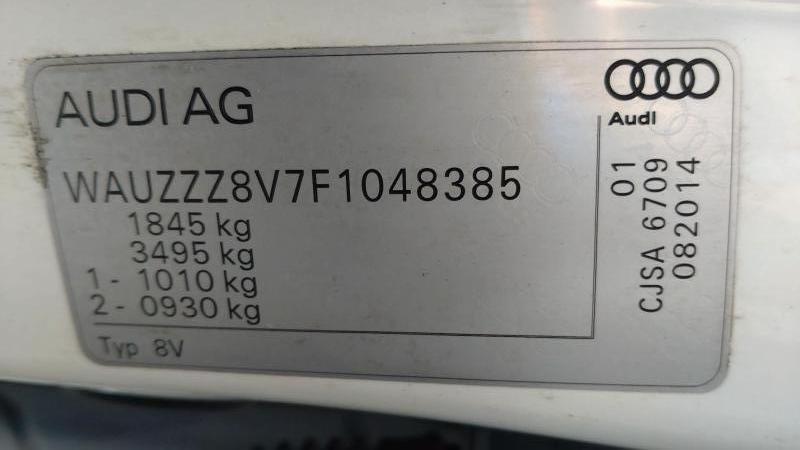 AUDI AG
Audi
WAUZZZ8V7F1048385
1845 kg
3495 kg
1 - 1010 kg
2 - 0930 kg
Typ 8V
01
CJSA 6709
082014